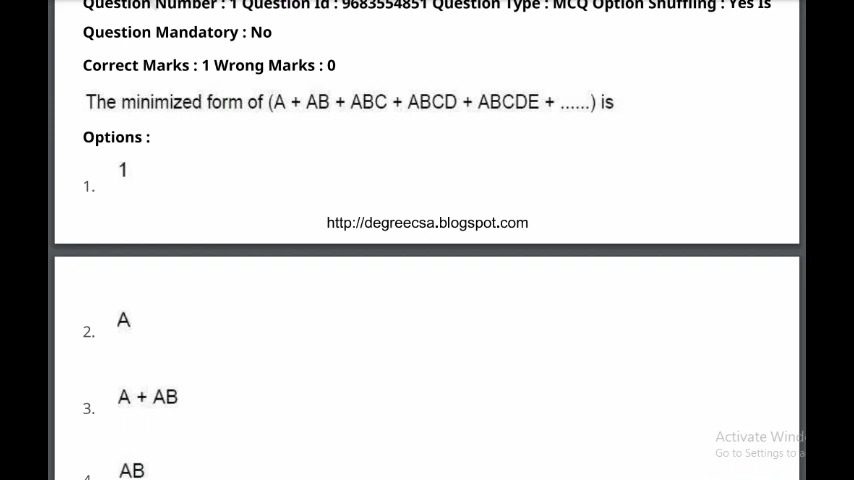 Question Number : 1 Question Id : 9683554851 Question Type : MCQ Option Shuffling : Yes Is
Question Mandatory : No
Correct Marks : 1 Wrong Marks : 0
The minimized form of (A + AB + ABC + ABCD + ABCDE + ......) is
Options :
1. 1
http://degreecsa.blogspot.com
2. A
3. A + AB
4. AB
Activate Wind
Go to Settings to a